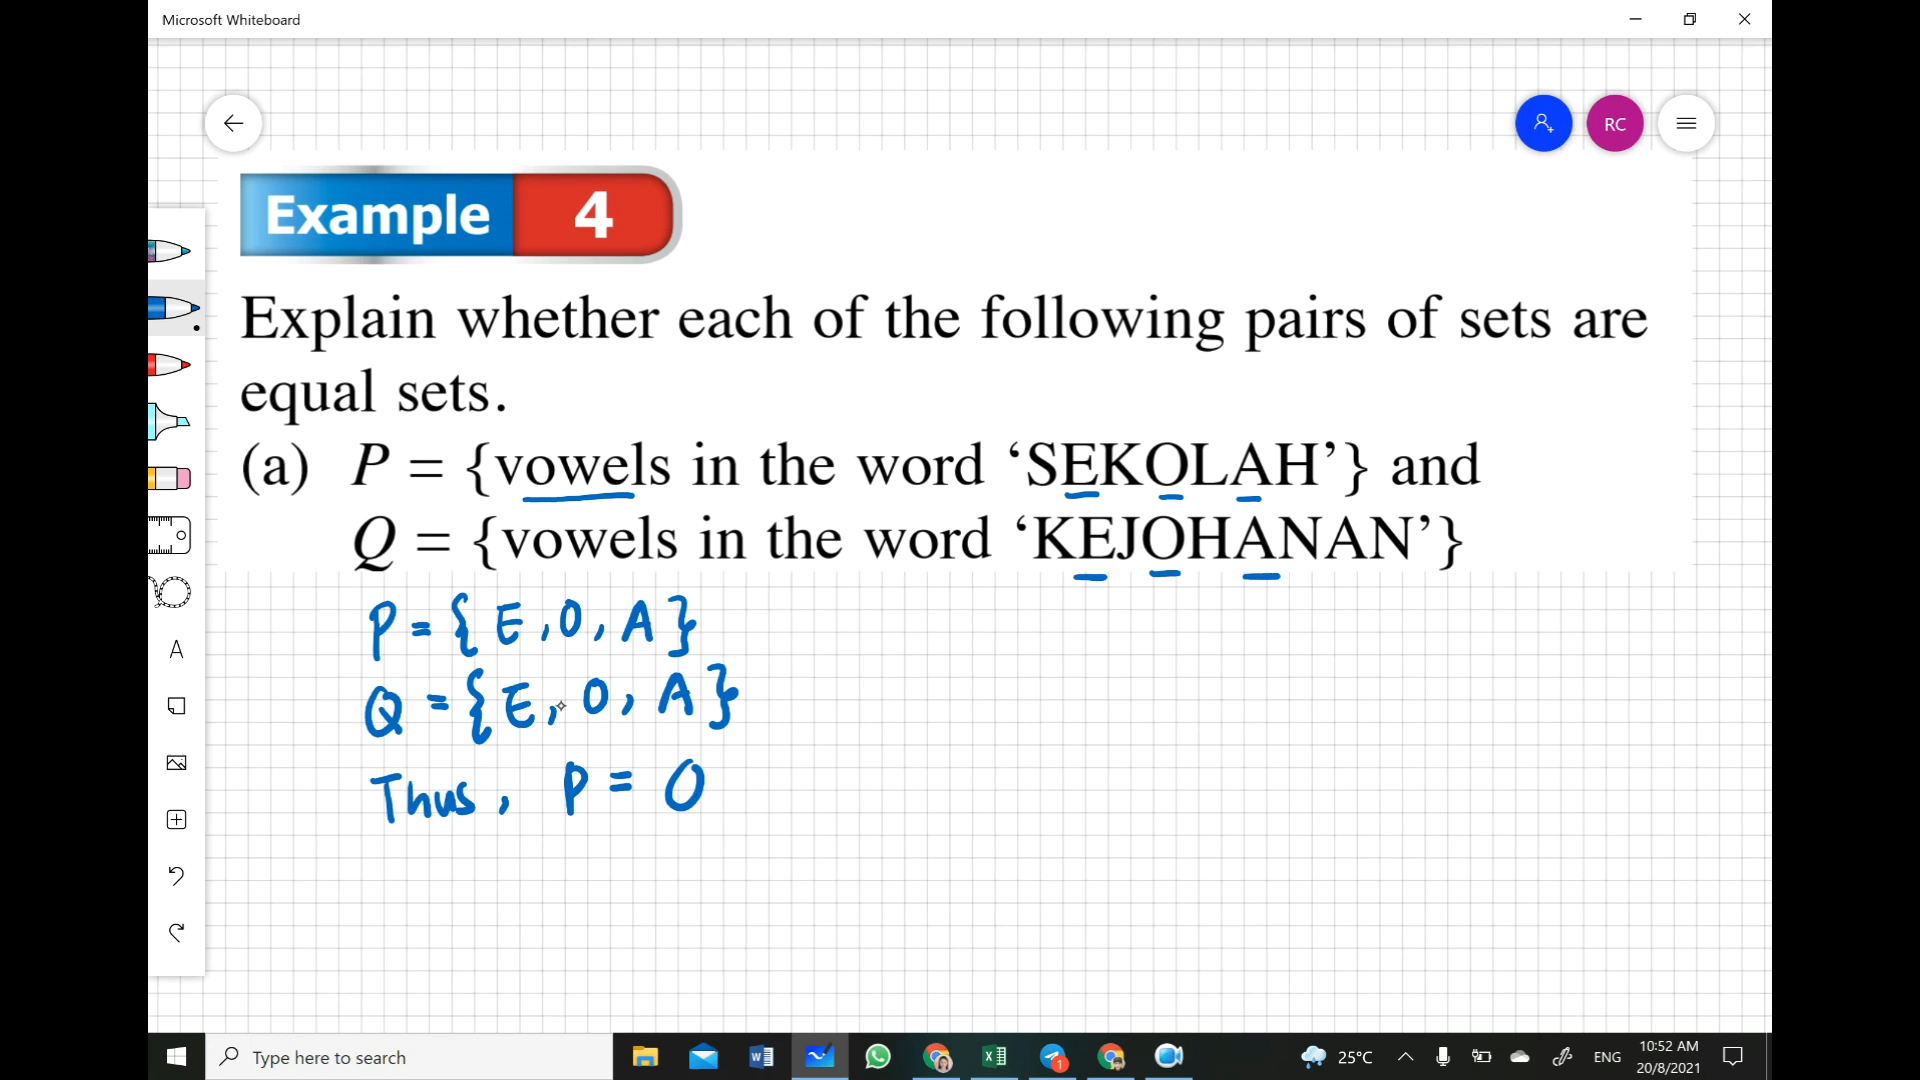 Microsoft Whiteboard
RC
Example 4
Explain whether each of the following pairs of sets are
equal sets.
(a) P = {vowels in the word ‘SEKOLAH’} and
Q = {vowels in the word ‘KEJOHANAN’}
P = { E , O , A }
Q = { E , O , A }
A
Thus , P = O
Type here to search
1
25°C
ENG
10:52 AM
20/8/2021